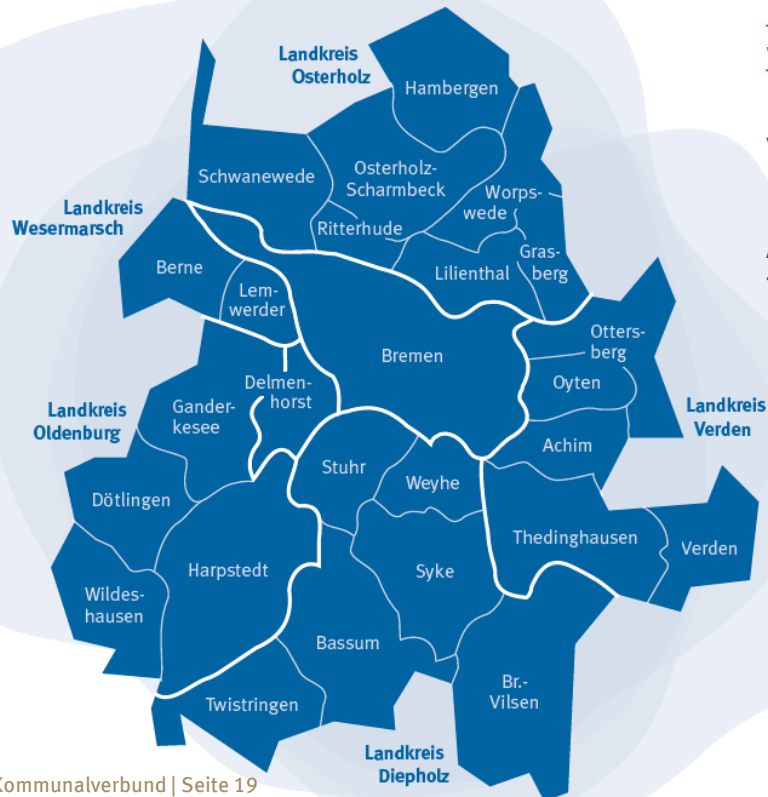 Landkreis
Osterholz
Hambergen
Schwanewede
Osterholz-
Scharmbeck
Worps-
wede
Ritterhude
Landkreis
Wesermarsch
Berne
Lem-
werder
Lilienthal
Gras-
berg
Bremen
Otters-
berg
Oyten
Delmen-
horst
Landkreis
Oldenburg
Gander-
kesee
Landkreis
Verden
Achim
Stuhr
Weyhe
Dötlingen
Thedinghausen
Verden
Harpstedt
Syke
Wildes-
hausen
Bassum
Br.-
Vilsen
Twistringen
Landkreis
Diepholz
Kommunalverbund | Seite 19